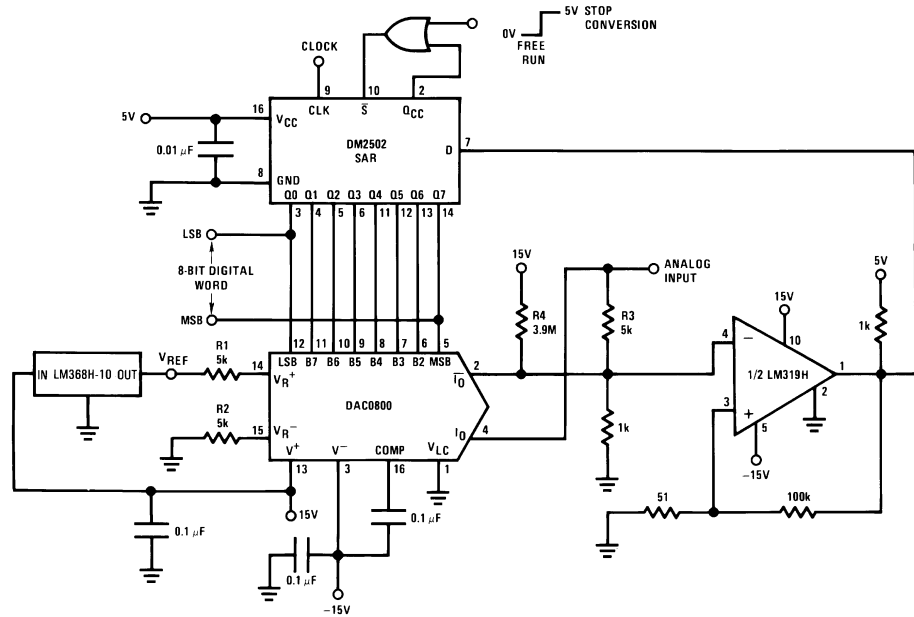 5V STOP
CONVERSION
0V
FREE
RUN
CLOCK
9
10
2
CLK
S̅
QCC
5V
16
VCC
DM2502
SAR
D
7
0.01 µF
8
GND
Q0 Q1 Q2 Q3 Q4 Q5 Q6 Q7
3 4 5 6 11 12 13 14
LSB
8-BIT DIGITAL
WORD
MSB
15V
R4
3.9M
ANALOG
INPUT
R3
5k
5V
1k
15V
10
4
−
1/2 LM319H
1
2
3
+
5
−15V
12 11 10 9 8 7 6 5
LSB B7 B6 B5 B4 B3 B2 MSB
IN LM368H-10 OUT
VREF
R1
5k
14
VR+
I̅O̅
2
DAC0800
R2
5k
15
VR−
IO
4
1k
V+
V−
COMP
VLC
13
3
16
1
51
100k
15V
0.1 µF
0.1 µF
0.1 µF
−15V